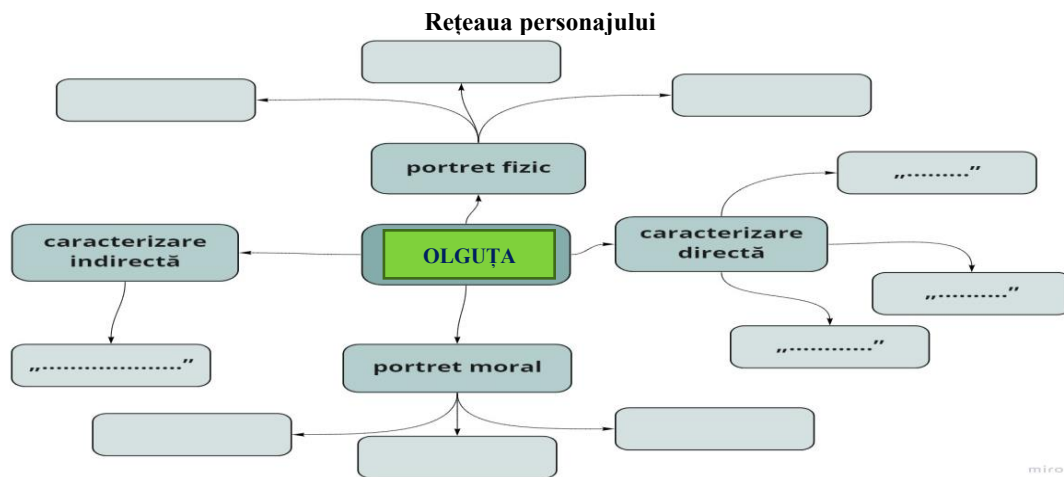 Rețeaua personajului
portret fizic
„.........”
caracterizare
indirectă
OLGUȚA
caracterizare
directă
„..........”
„............”
„.....................”
portret moral
miro